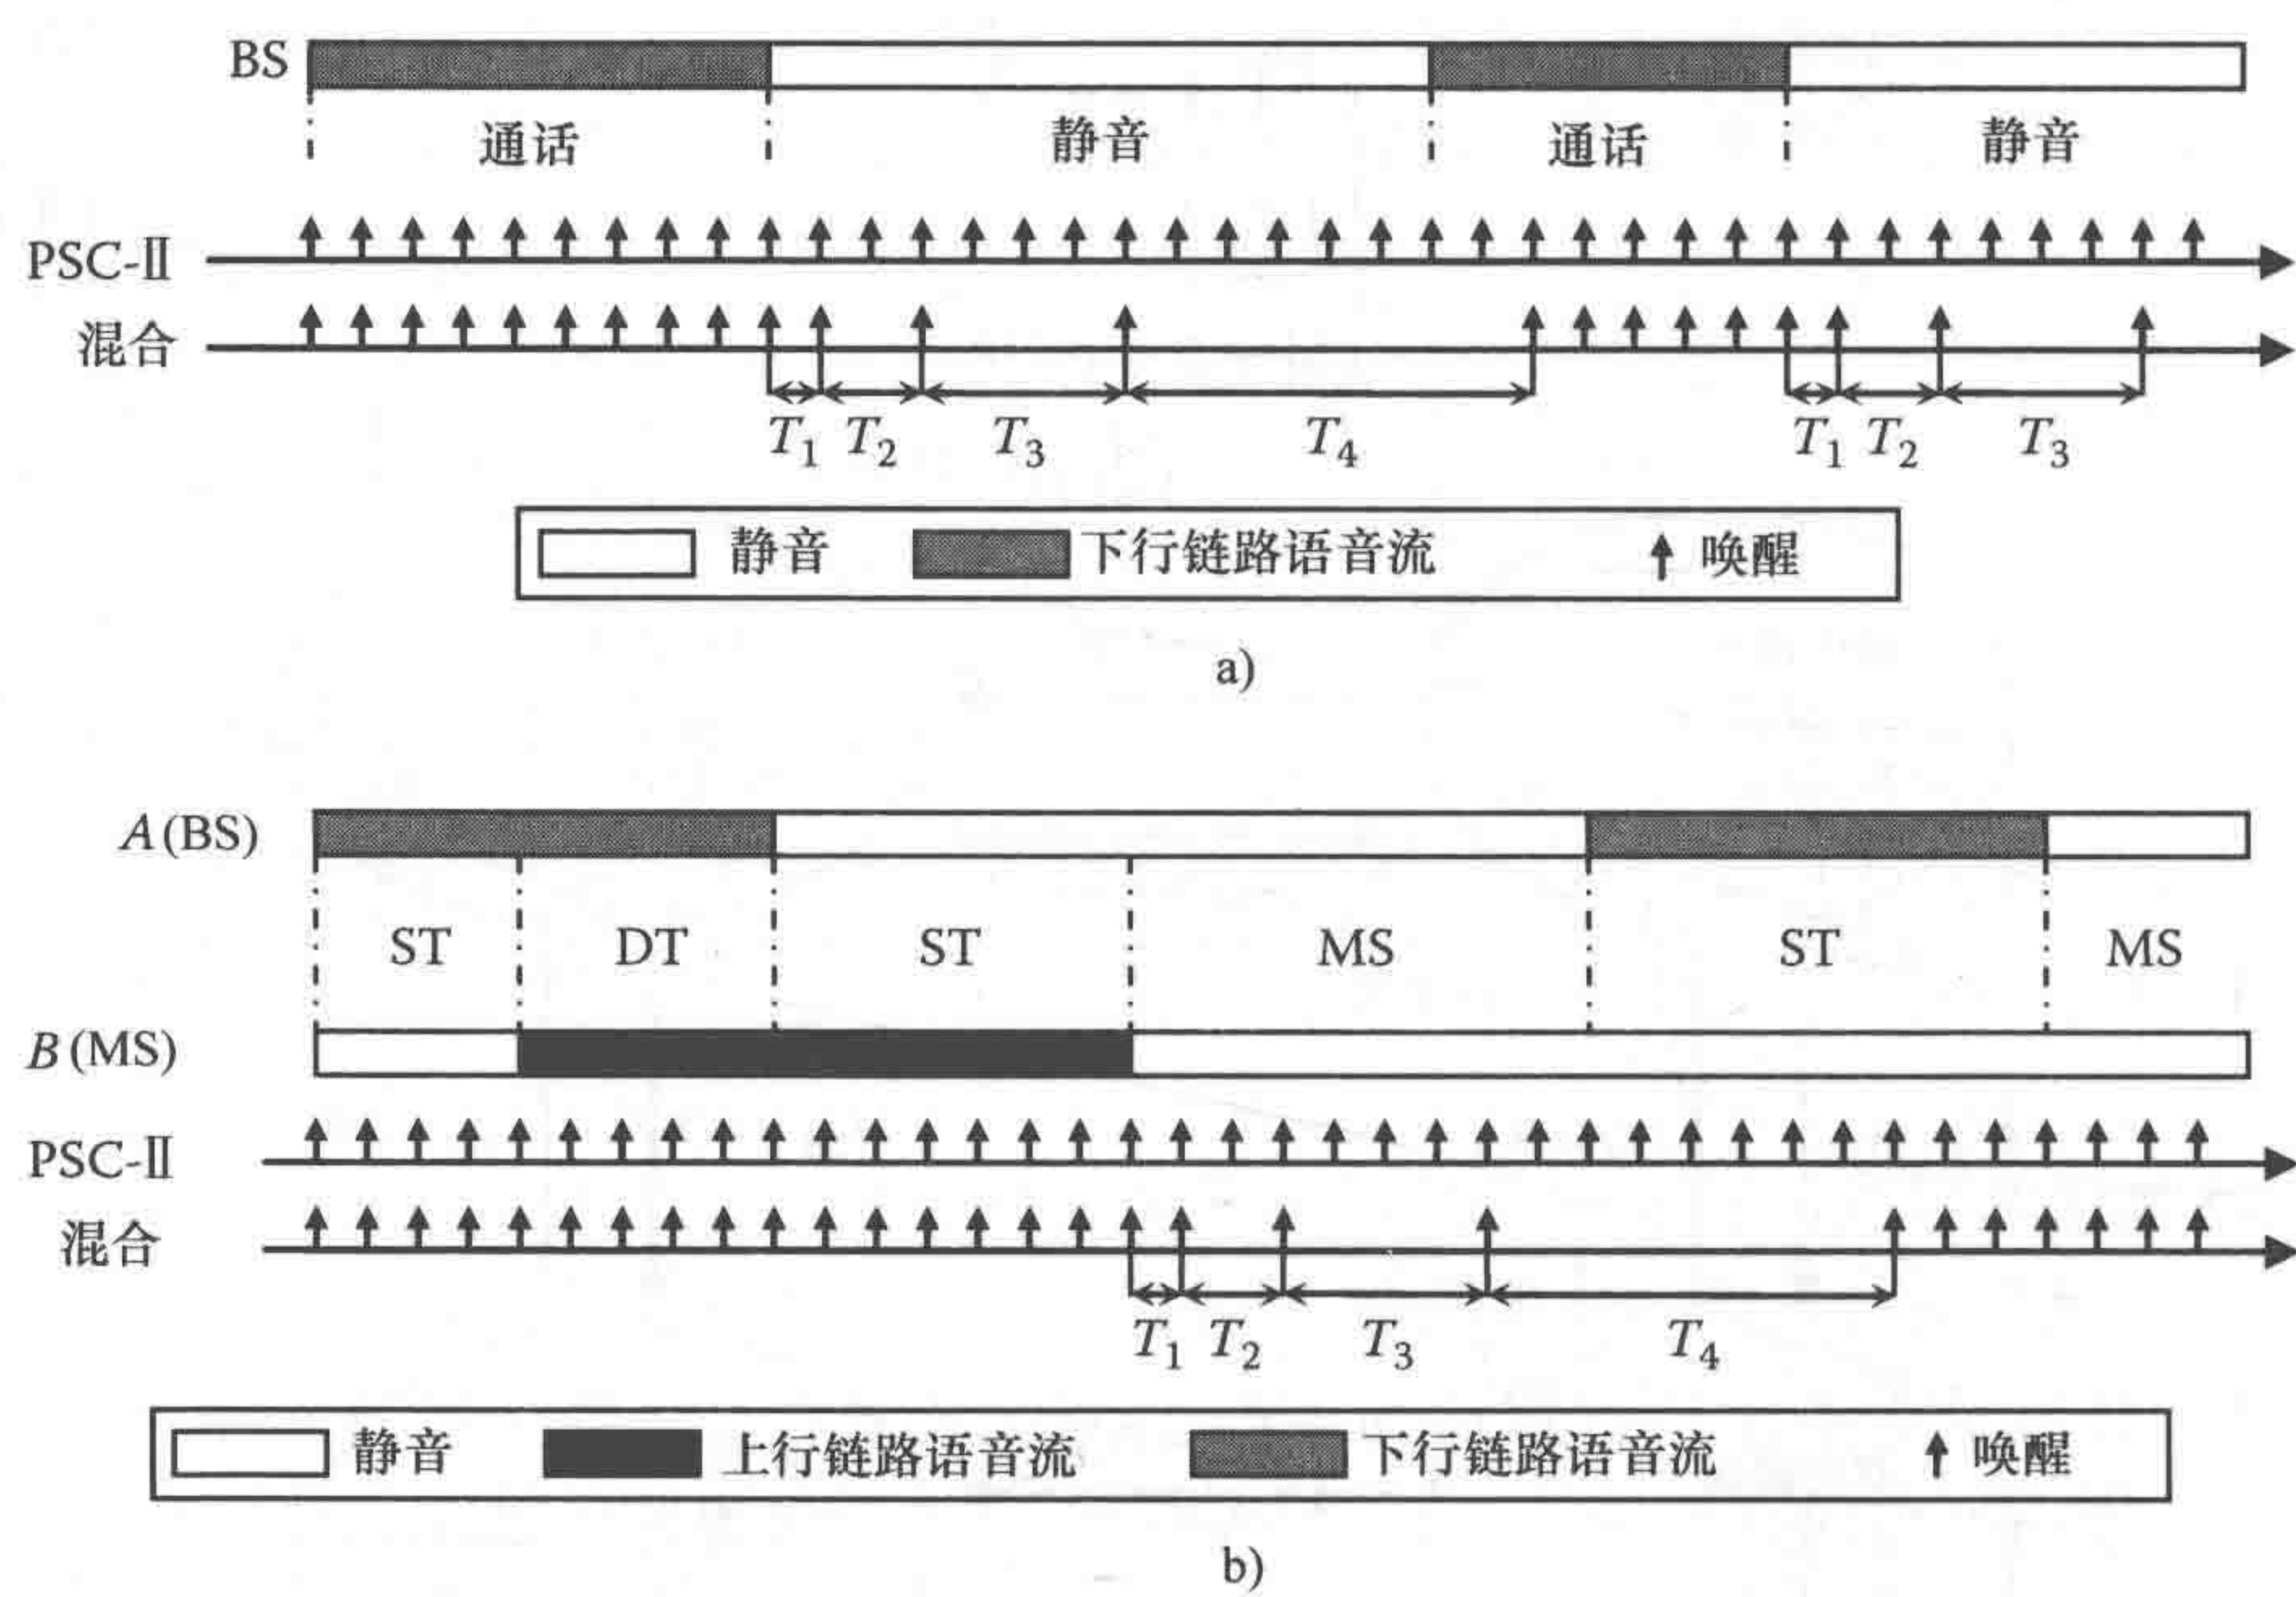 BS
通话 静音 通话 静音
PSC-Ⅱ
混合
T1 T2 T3 T4 T1 T2 T3
静音 下行链路语音流 唤醒
a)
A(BS)
ST DT ST MS ST MS
B(MS)
PSC-Ⅱ
混合
T1 T2 T3 T4
静音 上行链路语音流 下行链路语音流 唤醒
b)